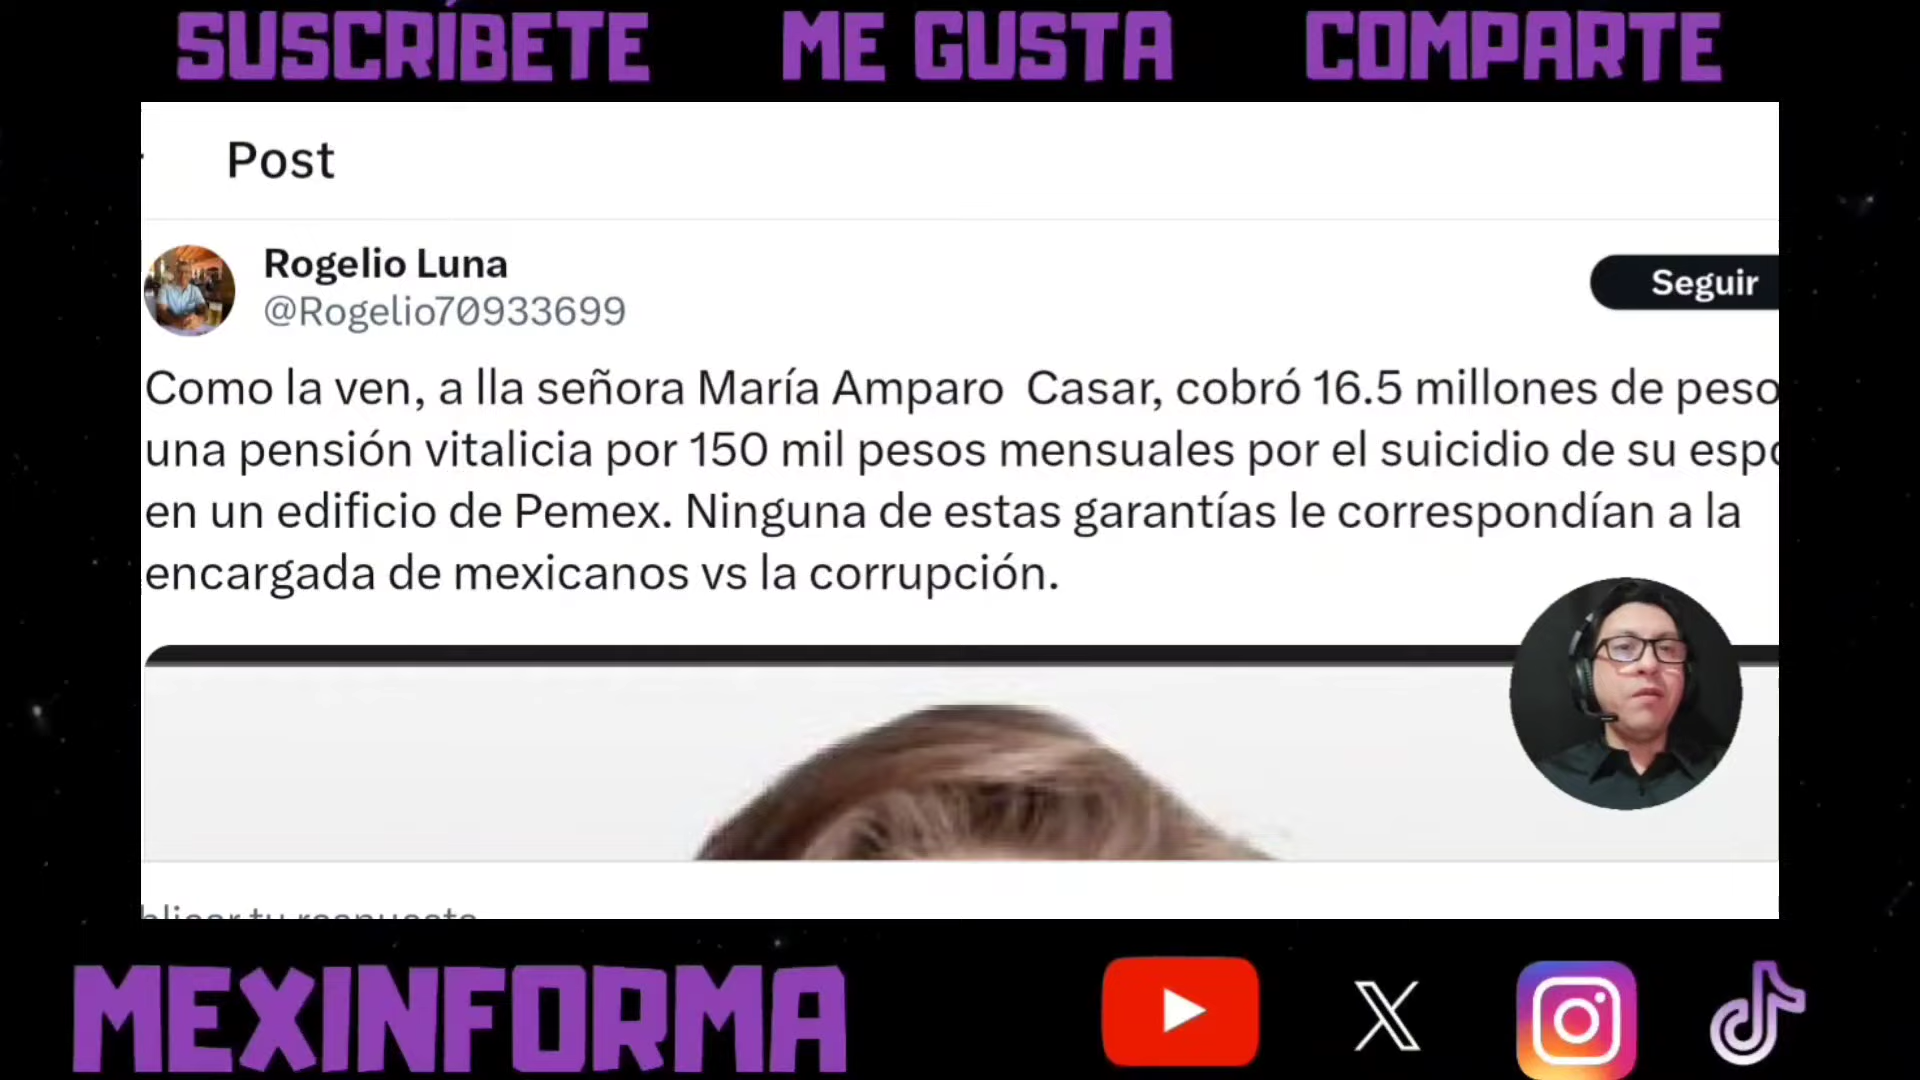 SUSCRÍBETE ME GUSTA COMPARTE
Post
Rogelio Luna
@Rogelio70933699
Seguir
Como la ven, a lla señora María Amparo Casar, cobró 16.5 millones de peso
una pensión vitalicia por 150 mil pesos mensuales por el suicidio de su espo
en un edificio de Pemex. Ninguna de estas garantías le correspondían a la
encargada de mexicanos vs la corrupción.
MEXINFORMA